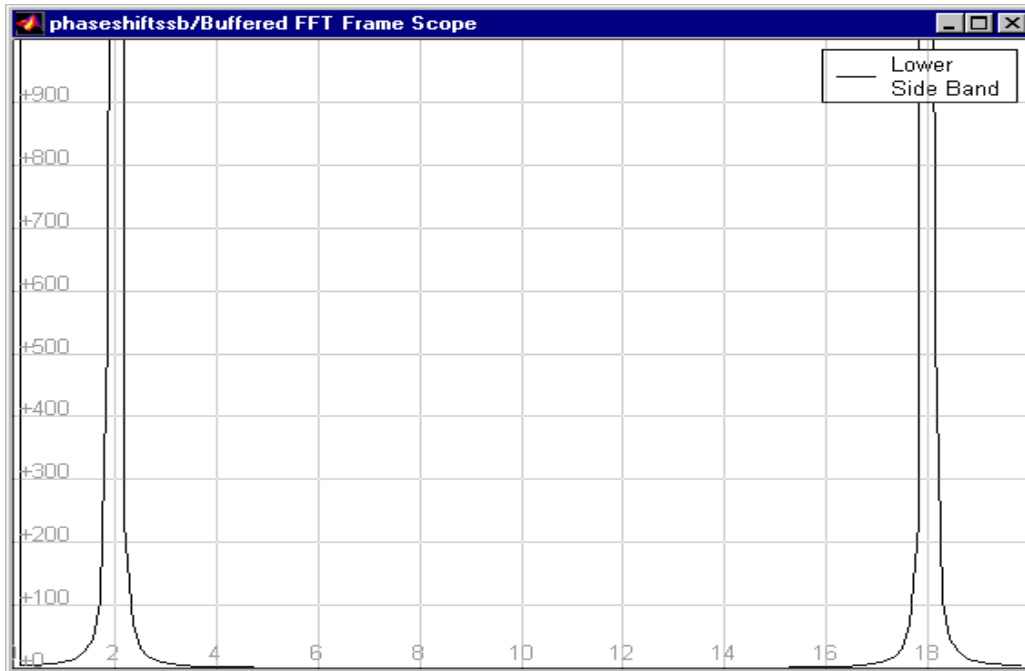 phaseshiftssb/Buffered FFT Frame Scope
Lower
Side Band
+900
+800
+700
+600
+500
+400
+300
+200
+100
+0
2 4 6 8 10 12 14 16 18